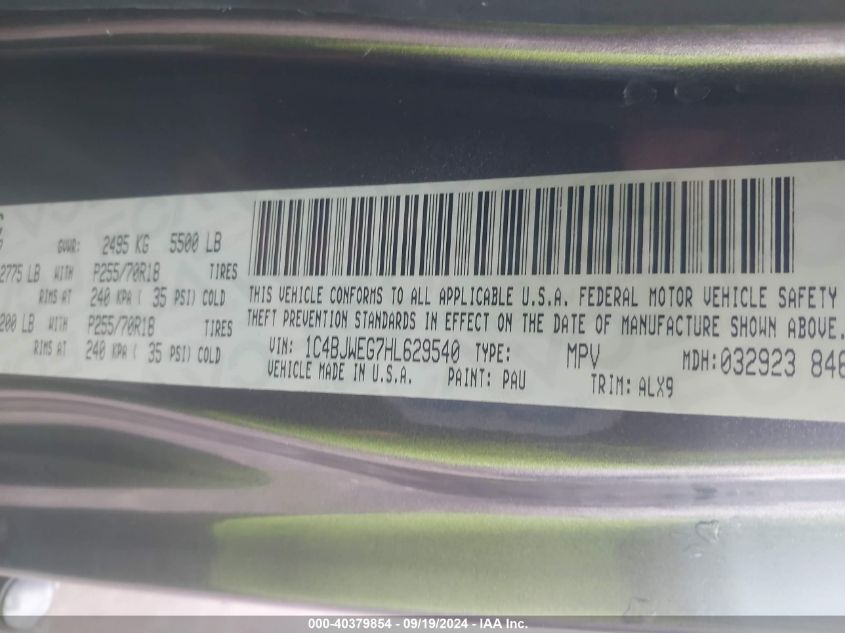 GVWR: 2495 KG 5500 LB
2775 LB WITH P255/70R18 TIRES
RIMS AT 240 KPA ( 35 PSI) COLD
200 LB WITH P255/70R18 TIRES
RIMS AT 240 KPA ( 35 PSI) COLD
THIS VEHICLE CONFORMS TO ALL APPLICABLE U.S.A. FEDERAL MOTOR VEHICLE SAFETY
THEFT PREVENTION STANDARDS IN EFFECT ON THE DATE OF MANUFACTURE SHOWN ABOVE.
VIN: 1C4BJWEG7HL629540 TYPE: MPV MDH: 032923 846
VEHICLE MADE IN U.S.A. PAINT: PAU TRIM: ALX9
000-40379854 - 09/19/2024 - IAA Inc.